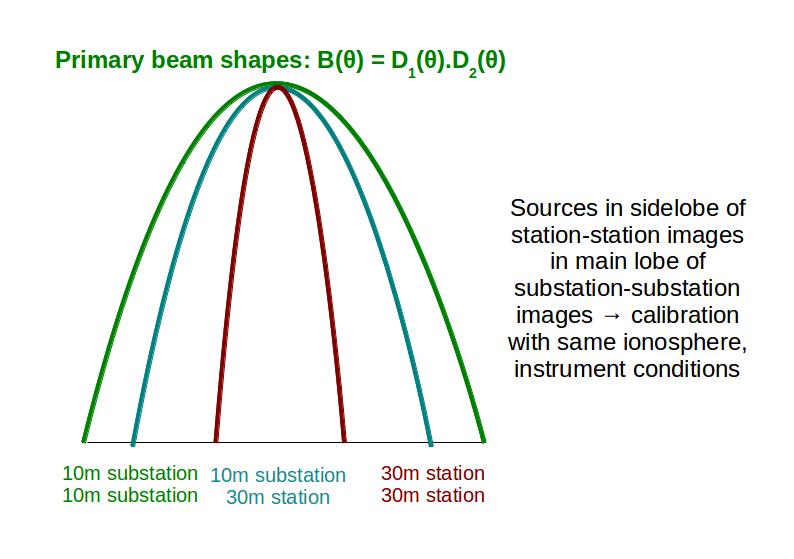 Primary beam shapes: B(θ) = D1(θ).D2(θ)
Sources in sidelobe of
station-station images
in main lobe of
substation-substation
images → calibration
with same ionosphere,
instrument conditions
10m substation
10m substation
10m substation
30m station
30m station
30m station